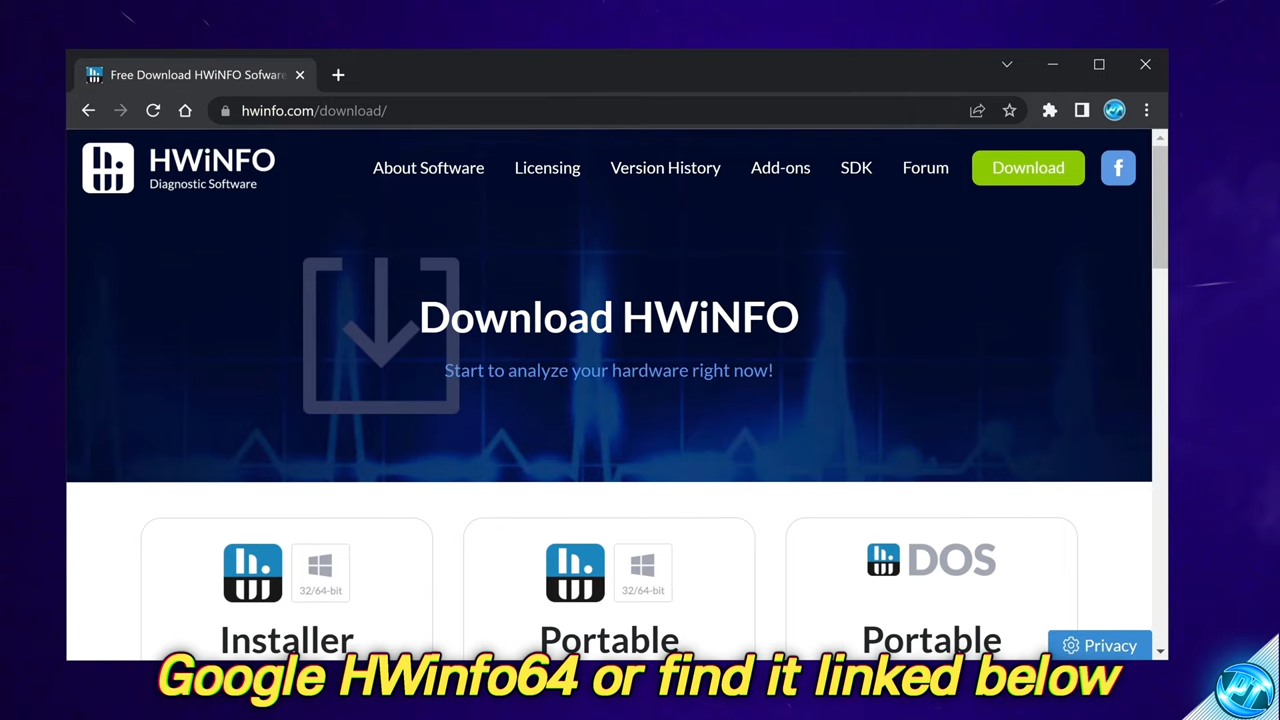 Free Download HWiNFO Sofware
hwinfo.com/download/
HWiNFO
Diagnostic Software
About Software
Licensing
Version History
Add-ons
SDK
Forum
Download
f
Download HWiNFO
Start to analyze your hardware right now!
32/64-bit
Installer
32/64-bit
Portable
DOS
Portable
Privacy
Google HWinfo64 or find it linked below
PT